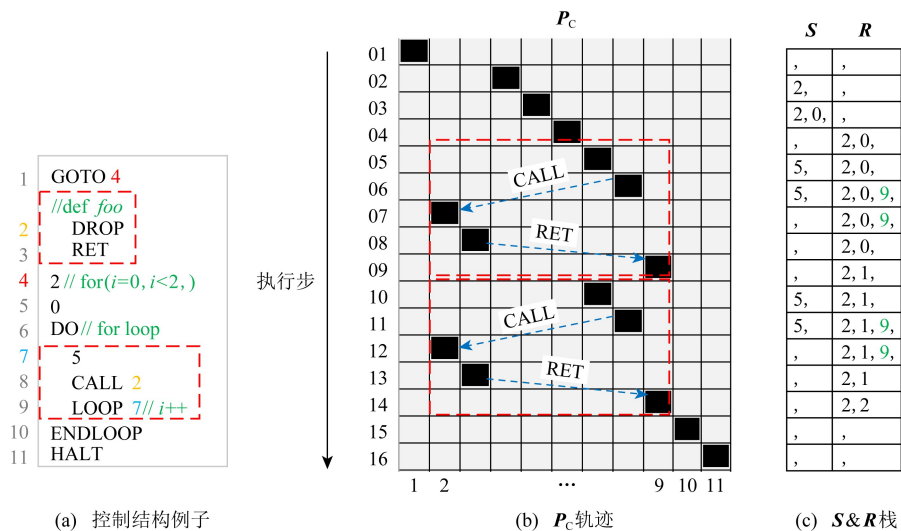 1 GOTO 4
//def foo
2 DROP
3 RET
4 2 // for(i=0, i<2, )
5 0
6 DO// for loop
7 5
8 CALL 2
9 LOOP 7// i++
10 ENDLOOP
11 HALT
(a) 控制结构例子
执行步
P_C
01
02
03
04
05
06
07
08
09
10
11
12
13
14
15
16
CALL
RET
CALL
RET
1 2 ··· 9 10 11
(b) P_C轨迹
S R
, ,
2, ,
2, 0, ,
, 2, 0,
5, 2, 0,
5, 2, 0, 9,
, 2, 0, 9,
, 2, 0,
, 2, 1,
5, 2, 1,
5, 2, 1, 9,
, 2, 1, 9,
, 2, 1
, 2, 2
, ,
, ,
(c) S&R栈